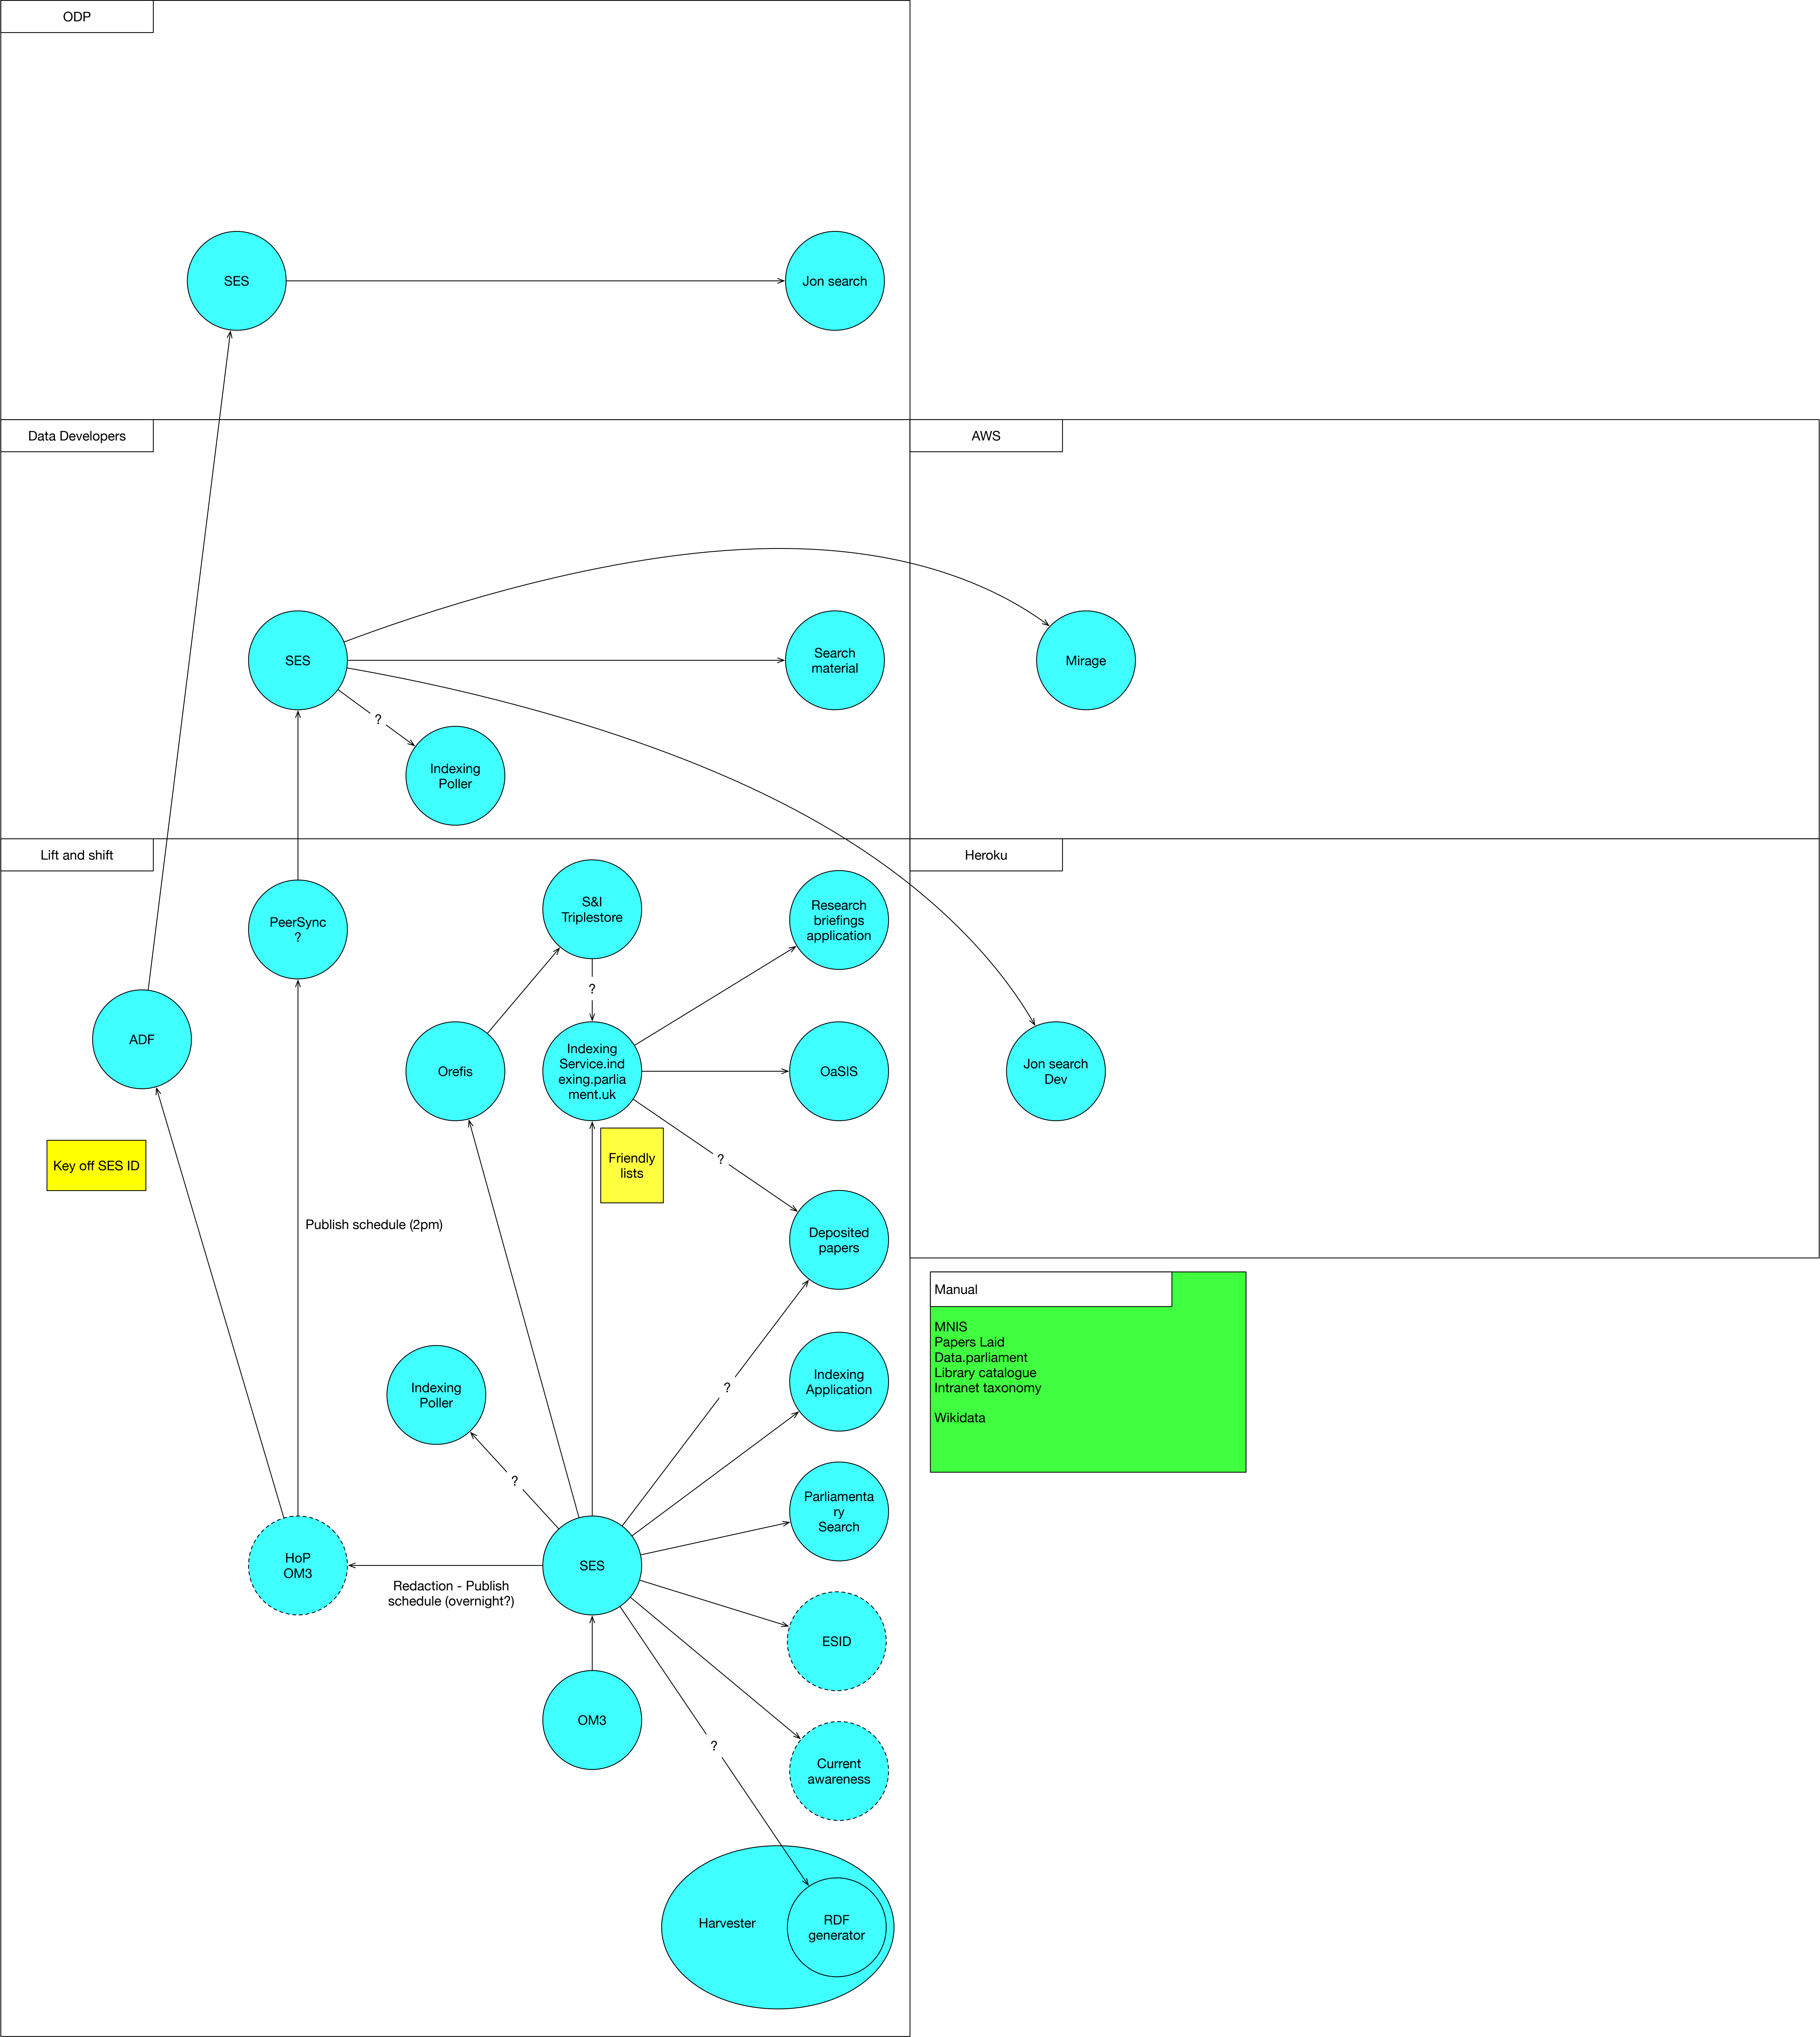 ODP
SES
Jon search
Data Developers
AWS
SES
Search
material
Mirage
?
Indexing
Poller
Lift and shift
Heroku
PeerSync
?
S&I
Triplestore
Research
briefings
application
?
ADF
Orefis
Indexing
Service.ind
exing.parlia
ment.uk
OaSIS
Jon search
Dev
Key off SES ID
Friendly
lists
?
Publish schedule (2pm)
Deposited
papers
Manual
MNIS
Papers Laid
Data.parliament
Library catalogue
Intranet taxonomy
Wikidata
?
Indexing
Poller
Indexing
Application
?
Parliamenta
ry
Search
HoP
OM3
SES
Redaction - Publish
schedule (overnight?)
ESID
OM3
?
Current
awareness
Harvester
RDF
generator